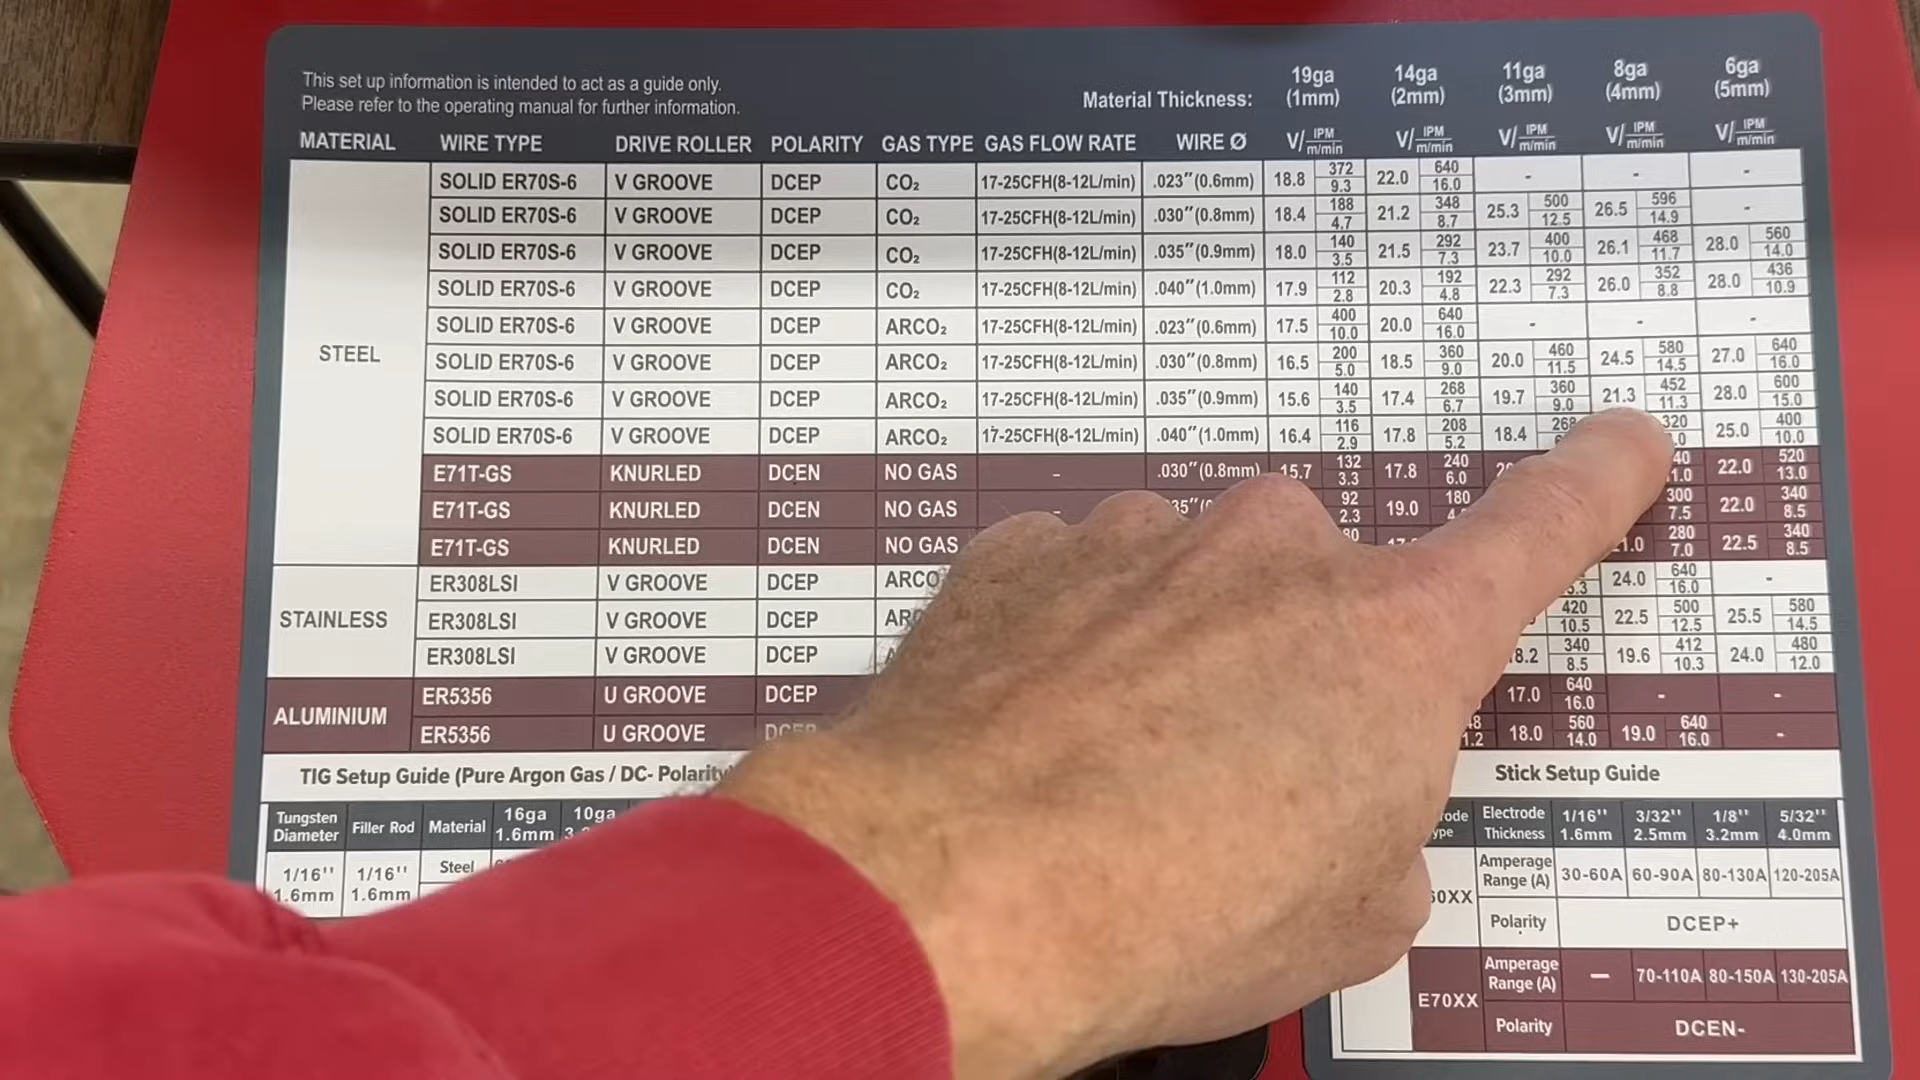 This set up information is intended to act as a guide only.
Please refer to the operating manual for further information.
Material Thickness: 19ga (1mm) 14ga (2mm) 11ga (3mm) 8ga (4mm) 6ga (5mm)
MATERIAL WIRE TYPE DRIVE ROLLER POLARITY GAS TYPE GAS FLOW RATE WIRE Ø V/ IPM m/min V/ IPM m/min V/ IPM m/min V/ IPM m/min V/ IPM m/min
STEEL
SOLID ER70S-6 V GROOVE DCEP CO₂ 17-25CFH(8-12L/min) .023"(0.6mm) 18.8 372 9.3 22.0 640 16.0 - - -
SOLID ER70S-6 V GROOVE DCEP CO₂ 17-25CFH(8-12L/min) .030"(0.8mm) 18.4 188 4.7 21.2 348 8.7 25.3 500 12.5 26.5 596 14.9 -
SOLID ER70S-6 V GROOVE DCEP CO₂ 17-25CFH(8-12L/min) .035"(0.9mm) 18.0 140 3.5 21.5 292 7.3 23.7 400 10.0 26.1 468 11.7 28.0 560 14.0
SOLID ER70S-6 V GROOVE DCEP CO₂ 17-25CFH(8-12L/min) .040"(1.0mm) 17.9 112 2.8 20.3 192 4.8 22.3 292 7.3 26.0 352 8.8 28.0 436 10.9
SOLID ER70S-6 V GROOVE DCEP ARCO₂ 17-25CFH(8-12L/min) .023"(0.6mm) 17.5 400 10.0 20.0 640 16.0 - - -
SOLID ER70S-6 V GROOVE DCEP ARCO₂ 17-25CFH(8-12L/min) .030"(0.8mm) 16.5 200 5.0 18.5 360 9.0 20.0 460 11.5 24.5 580 14.5 27.0 640 16.0
SOLID ER70S-6 V GROOVE DCEP ARCO₂ 17-25CFH(8-12L/min) .035"(0.9mm) 15.6 140 3.5 17.4 268 6.7 19.7 360 9.0 21.3 452 11.3 28.0 600 15.0
SOLID ER70S-6 V GROOVE DCEP ARCO₂ 17-25CFH(8-12L/min) .040"(1.0mm) 16.4 116 2.9 17.8 208 5.2 18.4 268 320 25.0 400 10.0
E71T-GS KNURLED DCEN NO GAS - .030"(0.8mm) 15.7 132 3.3 17.8 240 6.0 22.0 520 13.0
E71T-GS KNURLED DCEN NO GAS - 92 2.3 19.0 180 300 7.5 22.0 340 8.5
E71T-GS KNURLED DCEN NO GAS 280 7.0 22.5 340 8.5
STAINLESS
ER308LSI V GROOVE DCEP 24.0 640 16.0 -
ER308LSI V GROOVE DCEP 420 10.5 22.5 500 12.5 25.5 580 14.5
ER308LSI V GROOVE DCEP 340 8.5 19.6 412 10.3 24.0 480 12.0
ALUMINIUM
ER5356 U GROOVE DCEP 17.0 640 16.0 - -
ER5356 U GROOVE DCEP 18.0 560 14.0 19.0 640 16.0 -
TIG Setup Guide (Pure Argon Gas / DC- Polarity)
Tungsten Diameter Filler Rod Material 16ga 1.6mm 10ga
1/16" 1.6mm 1/16" 1.6mm Steel
Stick Setup Guide
Electrode Thickness 1/16" 1.6mm 3/32" 2.5mm 1/8" 3.2mm 5/32" 4.0mm
Amperage Range (A) 30-60A 60-90A 80-130A 120-205A
Polarity DCEP+
E70XX
Amperage Range (A) — 70-110A 80-150A 130-205A
Polarity DCEN-